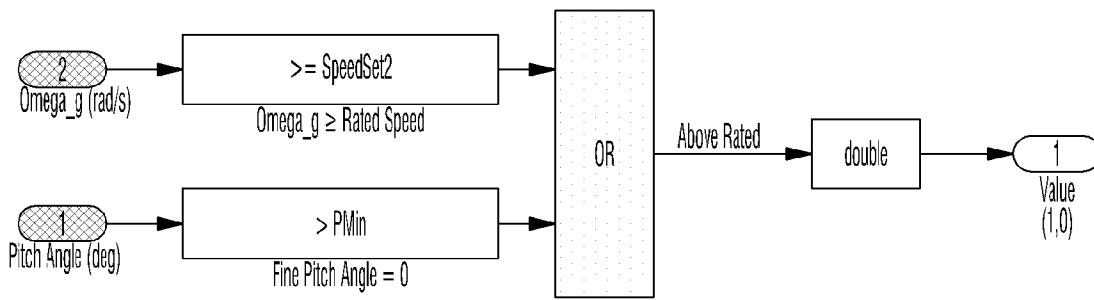 2
Omega_g (rad/s)
>= SpeedSet2
Omega_g ≥ Rated Speed
1
Pitch Angle (deg)
> PMin
Fine Pitch Angle = 0
OR
Above Rated
double
1
Value
(1,0)